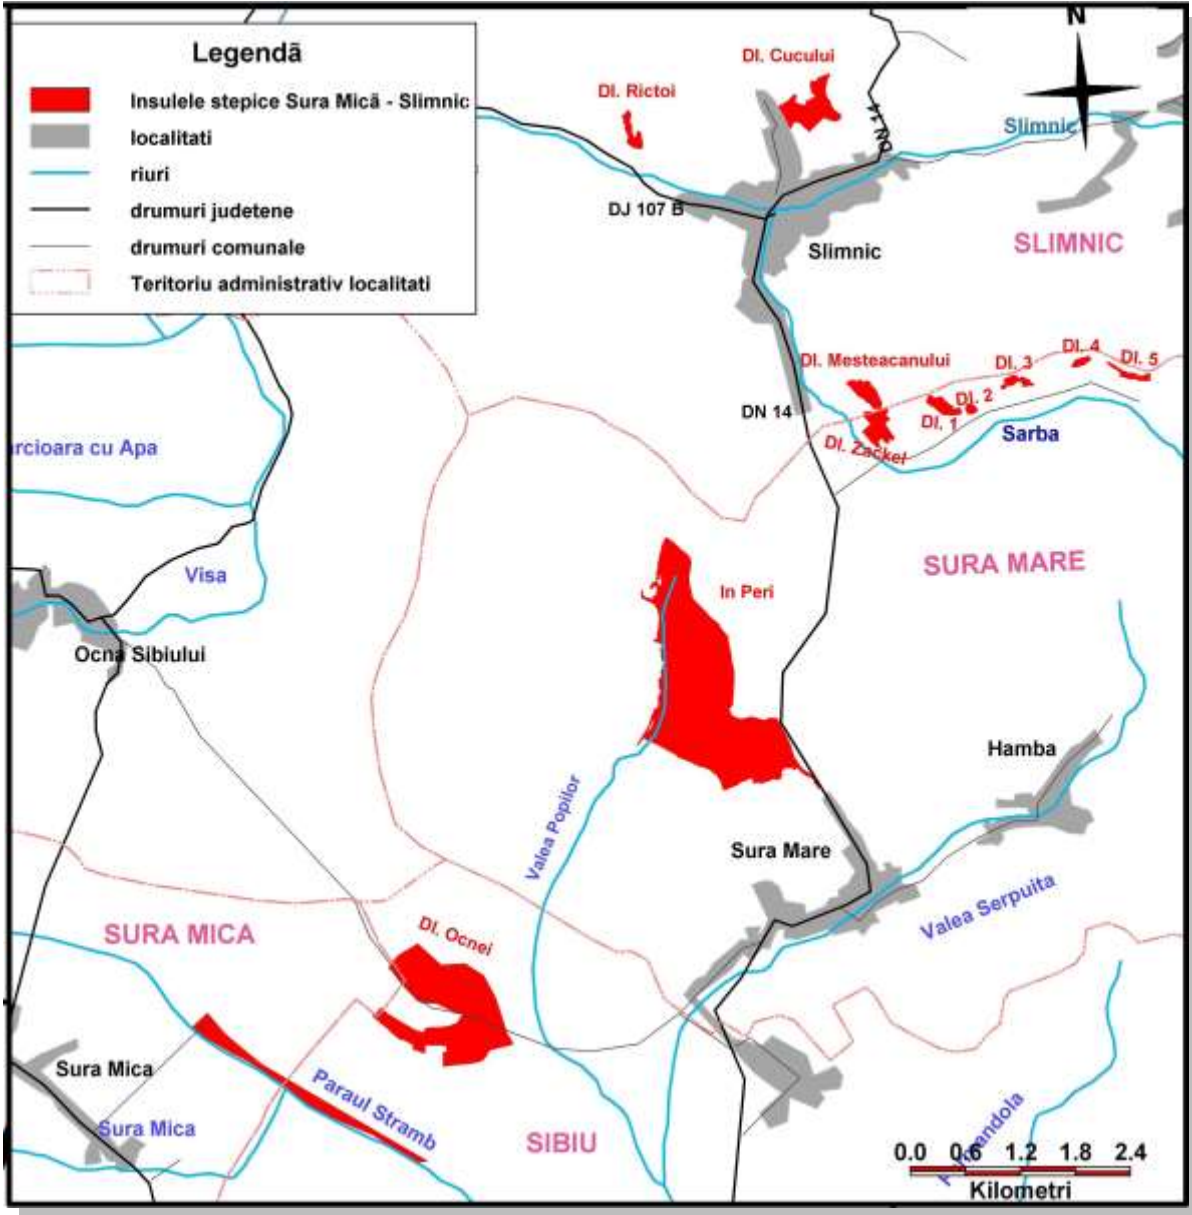 N
Legendă
Insulele stepice Sura Mică - Slimnic
localitati
riuri
drumuri judetene
drumuri comunale
Teritoriu administrativ localitati
Dl. Cucului
Dl. Rictoi
DN 14
Slimnic
DJ 107 B
Slimnic
SLIMNIC
Dl. Mesteacanului
Dl. 3
Dl. 4
Dl. 5
Dl. 2
Dl. 1
DN 14
Dl. Zackel
Sarba
cu Apa
Visa
SURA MARE
In Peri
Ocna Sibiului
Hamba
Valea Popilor
Sura Mare
Valea Serpuita
SURA MICA
Dl. Ocnei
Sura Mica
Paraul Stramb
Sura Mica
SIBIU
0.0 0.6 1.2 1.8 2.4
Kilometri